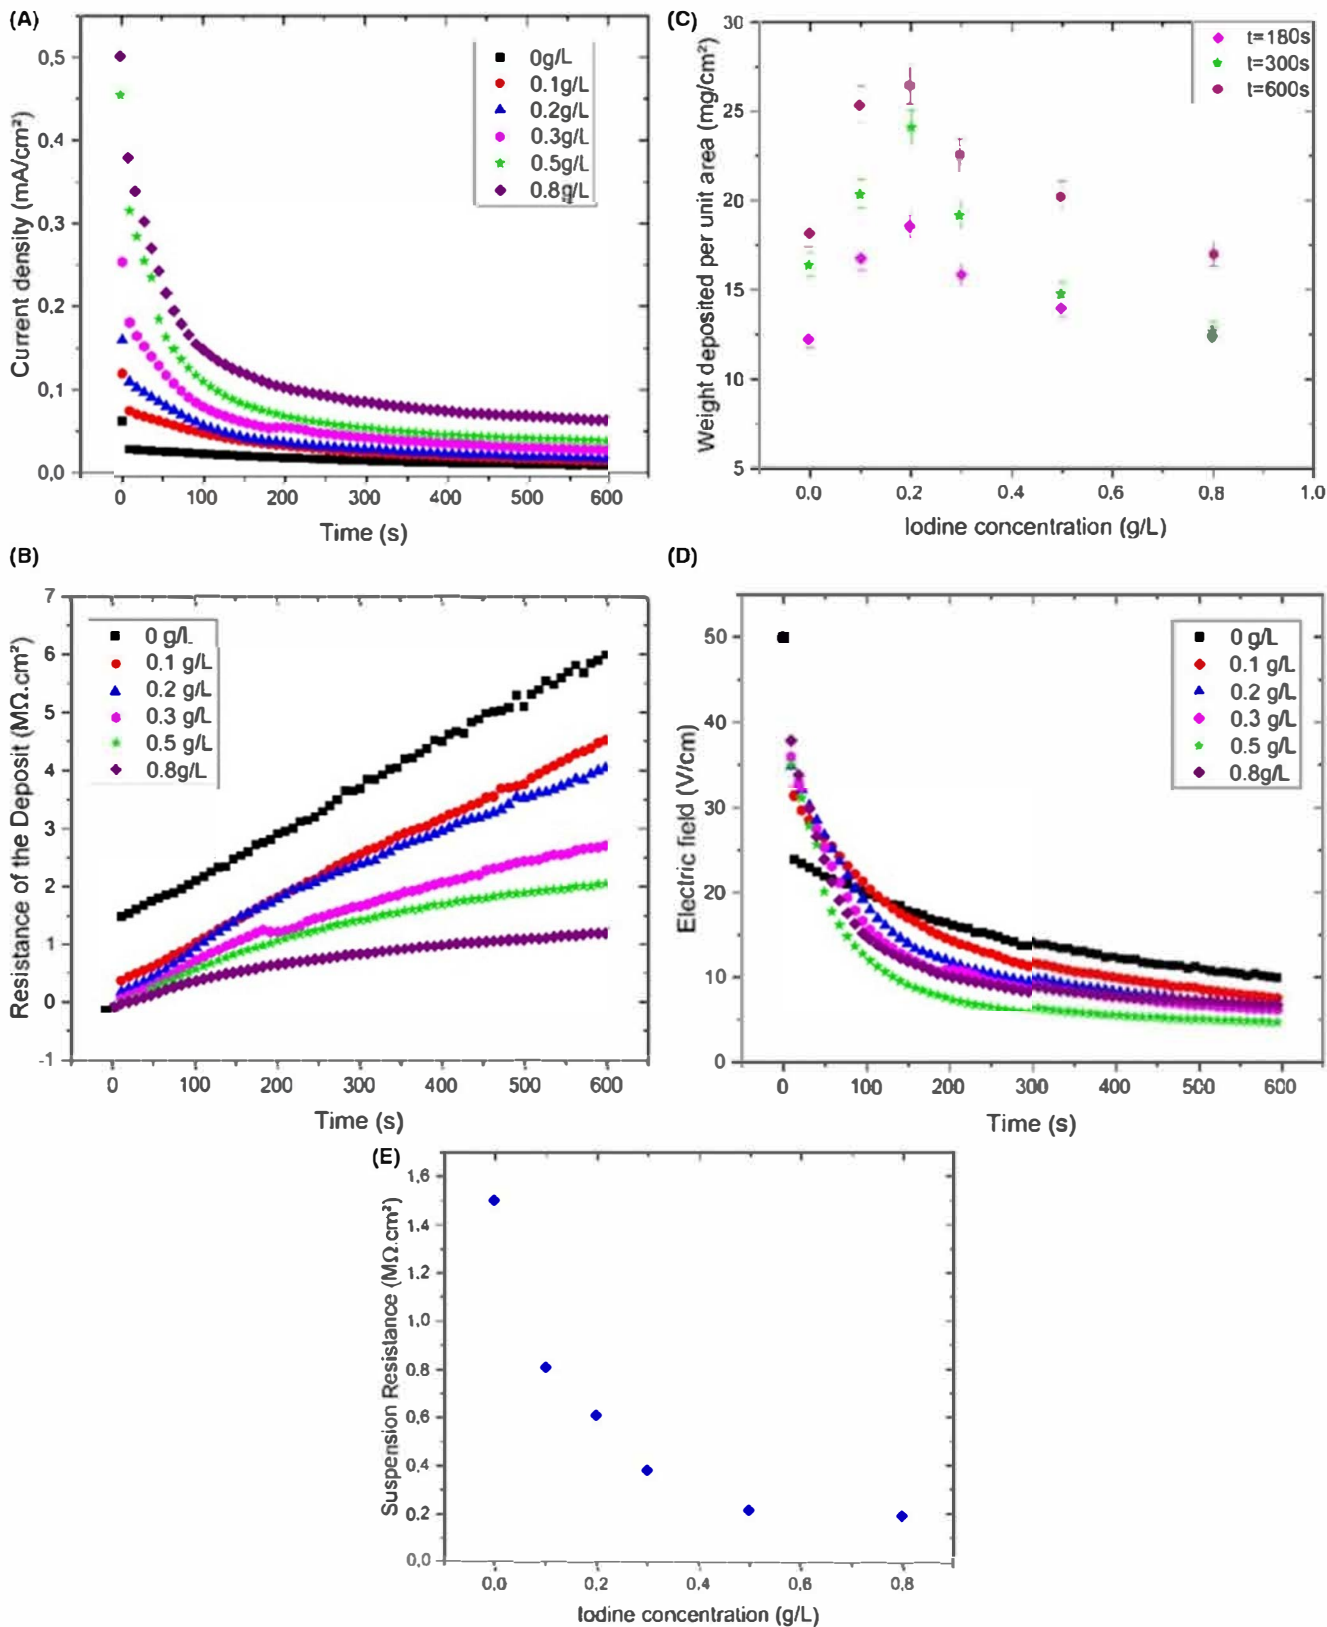 (A)
Current density (mA/cm²)
0,5
0,4
0,3
0,2
0,1
0,0
0g/L
0.1g/L
0.2g/L
0.3g/L
0.5g/L
0.8g/L
0 100 200 300 400 500 600
Time (s)
(C)
Weight deposited per unit area (mg/cm²)
30
25
20
15
10
5
t=180s
t=300s
t=600s
0.0 0.2 0.4 0.6 0.8 1.0
Iodine concentration (g/L)
(B)
Resistance of the Deposit (MΩ.cm²)
7
6
5
4
3
2
1
0
-1
0 g/L
0.1 g/L
0.2 g/L
0.3 g/L
0.5 g/L
0.8g/L
0 100 200 300 400 500 600
Time (s)
(D)
Electric field (V/cm)
50
40
30
20
10
0
0 g/L
0.1 g/L
0.2 g/L
0.3 g/L
0.5 g/L
0.8g/L
0 100 200 300 400 500 600
Time (s)
(E)
Suspension Resistance (MΩ.cm²)
1,6
1,4
1,2
1,0
0,8
0,6
0,4
0,2
0,0
0,0 0,2 0,4 0,6 0,8
Iodine concentration (g/L)